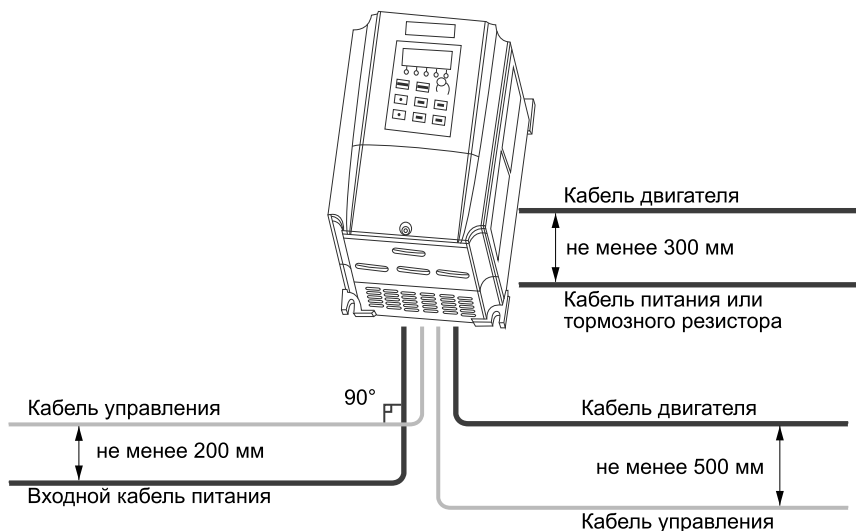 Кабель двигателя
не менее 300 мм
Кабель питания или
тормозного резистора
90°
Кабель управления
не менее 200 мм
Входной кабель питания
Кабель двигателя
не менее 500 мм
Кабель управления